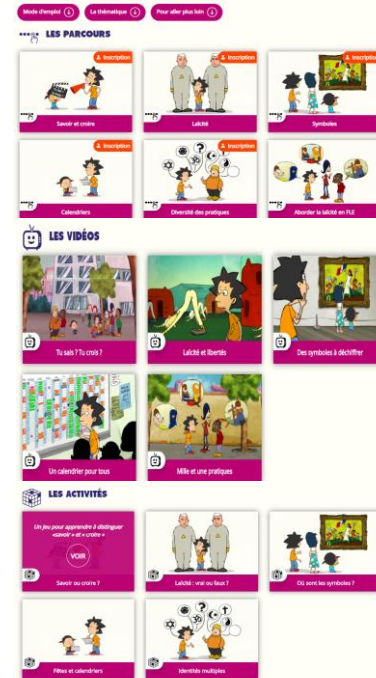 Mode d'emploi
La thématique
Pour aller plus loin
LES PARCOURS
Inscription
Inscription
Inscription
Savoir et croire
Laïcité
Symboles
Inscription
Inscription
Calendriers
Diversité des pratiques
Aborder la laïcité en FLE
LES VIDÉOS
Tu sais ? Tu crois ?
Laïcité et libertés
Des symboles à déchiffrer
Un calendrier pour tous
Mille et une pratiques
LES ACTIVITÉS
Un jeu pour apprendre à distinguer
«savoir» et « croire »
VOIR
Savoir ou croire ?
Laïcité : vrai ou faux ?
Où sont les symboles ?
Fêtes et calendriers
Identités multiples